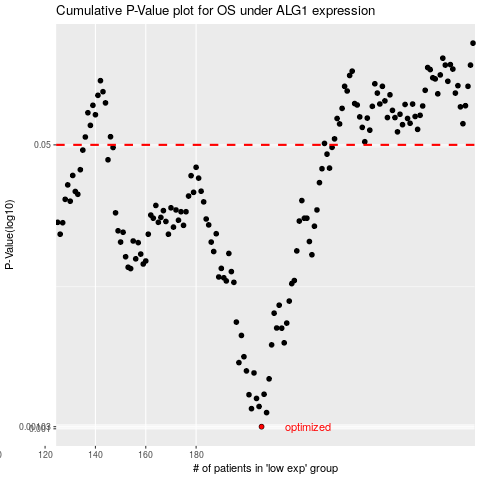 Cumulative P-Value plot for OS under ALG1 expression
P-Value(log10)
0.05
optimized
120 140 160 180
# of patients in 'low exp' group